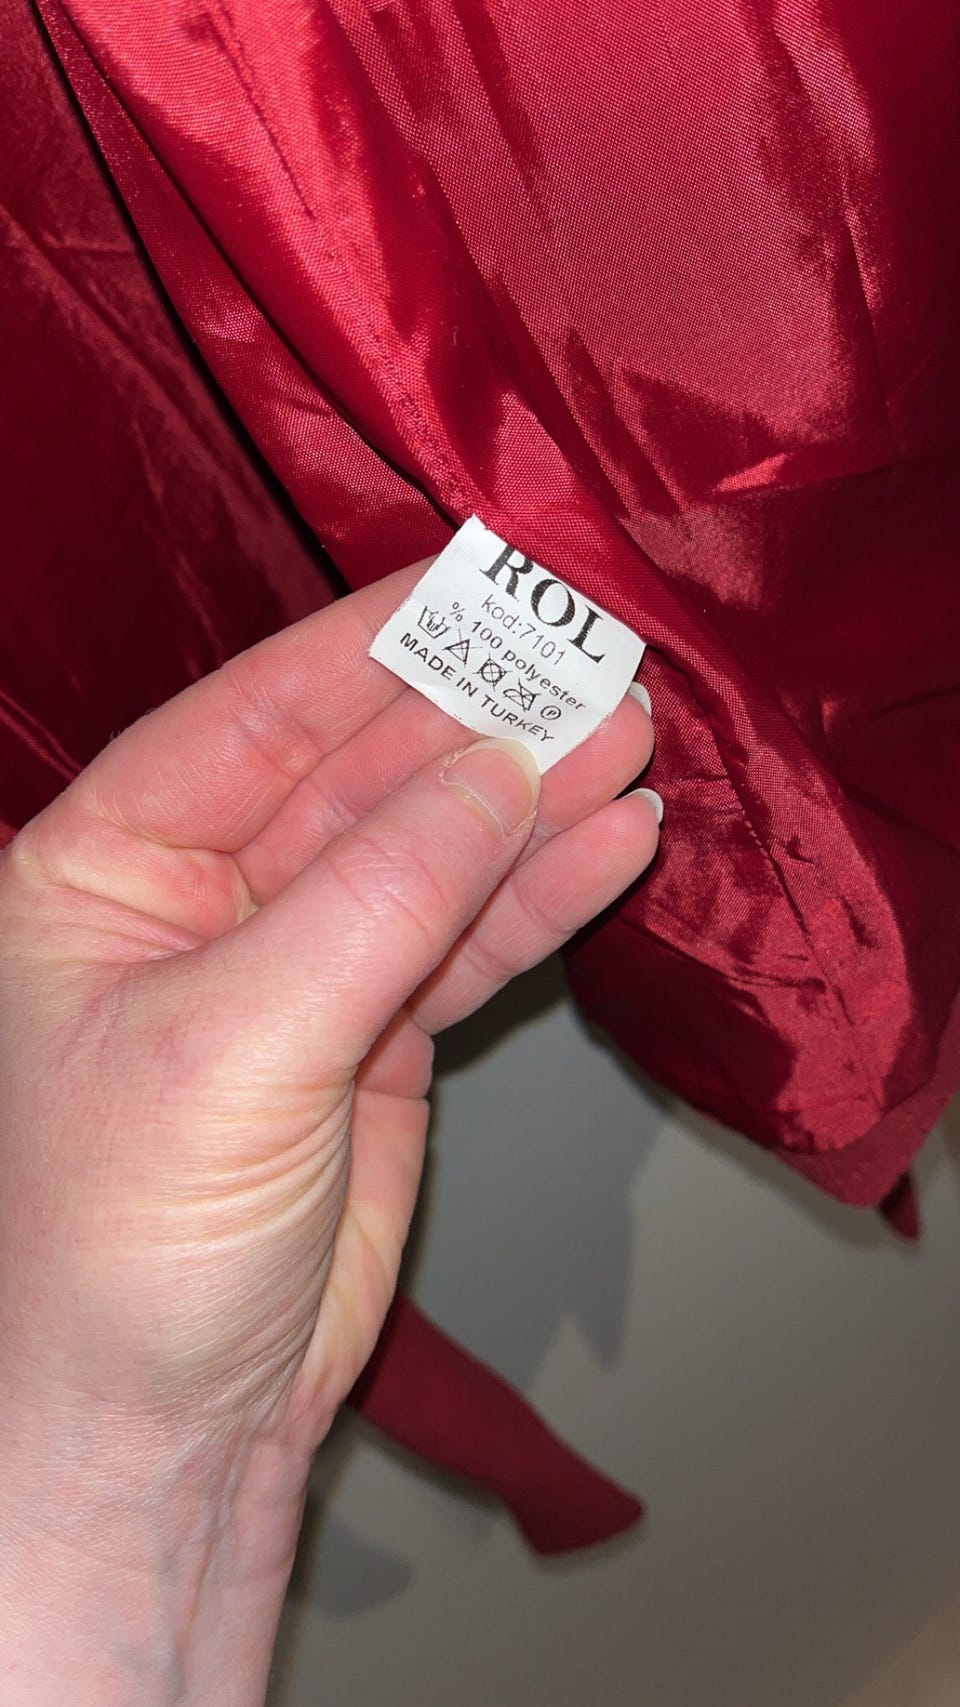 ROL
kod:7101
% 100 polyester
P
MADE IN TURKEY